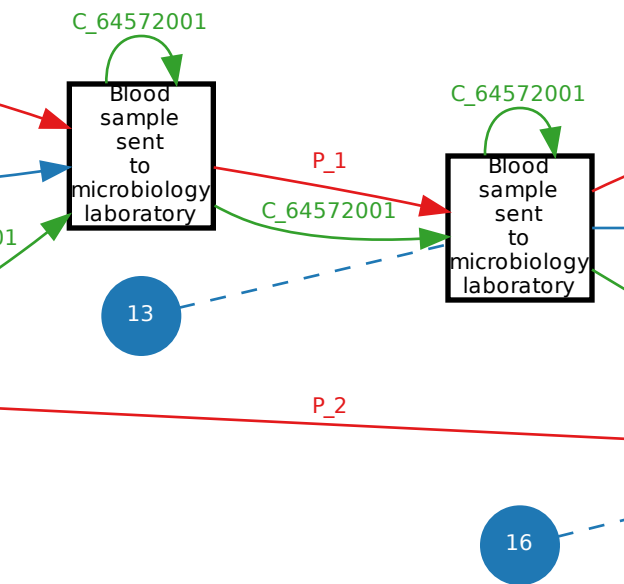 C_64572001
Blood
sample
sent
to
microbiology
laboratory
C_64572001
Blood
sample
sent
to
microbiology
laboratory
P_1
C_64572001
01
13
P_2
16